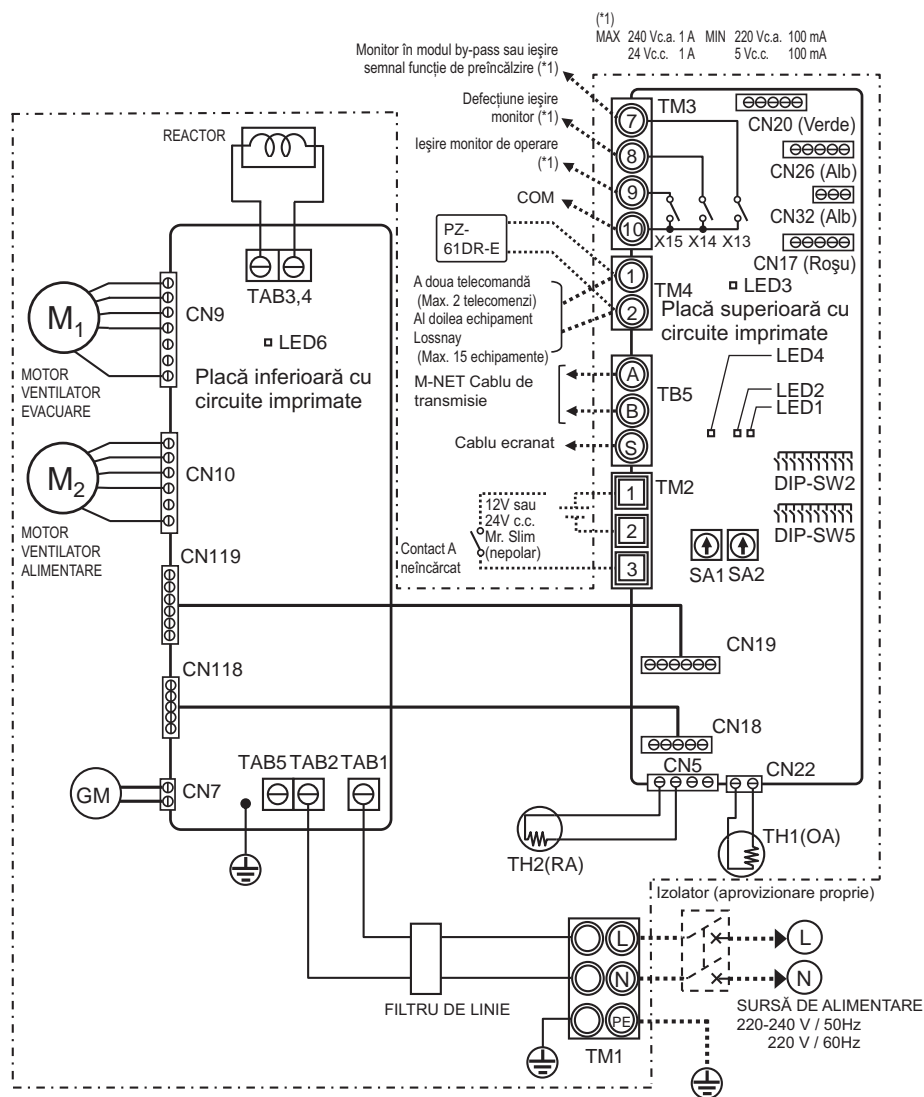 (*1)
MAX 240 Vc.a. 1 A MIN 220 Vc.a. 100 mA
24 Vc.c. 1 A 5 Vc.c. 100 mA
Monitor în modul by-pass sau ieșire
semnal funcție de preîncălzire (*1)
Defecțiune ieșire
monitor (*1)
Ieșire monitor de operare
(*1)
COM
PZ-
61DR-E
A doua telecomandă
(Max. 2 telecomenzi)
Al doilea echipament
Lossnay
(Max. 15 echipamente)
M-NET Cablu de
transmisie
Cablu ecranat
12V sau
24V c.c.
Mr. Slim
(nepolar)
Contact A
neîncărcat
TM3
7
8
9
10
X15 X14 X13
TM4
1
2
TB5
A
B
S
TM2
1
2
3
CN20 (Verde)
CN26 (Alb)
CN32 (Alb)
CN17 (Roșu)
LED3
Placă superioară cu
circuite imprimate
LED4
LED2
LED1
DIP-SW2
DIP-SW5
SA1 SA2
CN19
CN18
CN5
CN22
TH2(RA)
TH1(OA)
REACTOR
TAB3,4
M1
CN9
MOTOR
VENTILATOR
EVACUARE
LED6
Placă inferioară cu
circuite imprimate
M2
CN10
MOTOR
VENTILATOR
ALIMENTARE
CN119
CN118
GM
CN7
TAB5 TAB2 TAB1
FILTRU DE LINIE
TM1
L
N
PE
Izolator (aprovizionare proprie)
L
N
SURSĂ DE ALIMENTARE
220-240 V / 50Hz
220 V / 60Hz